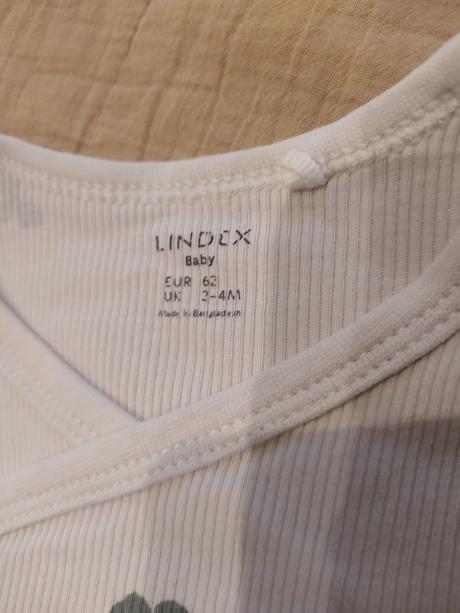 LINDEX
Baby
EUR 62
UK 2-4M
Made in Bangladesh